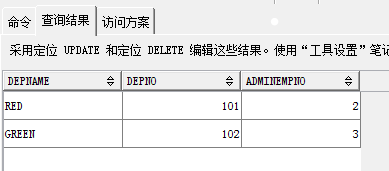 命令 查询结果 访问方案
采用定位 UPDATE 和定位 DELETE 编辑这些结果。使用“工具设置”笔记
DEPNAME DEPNO ADMINEMPNO
RED 101 2
GREEN 102 3